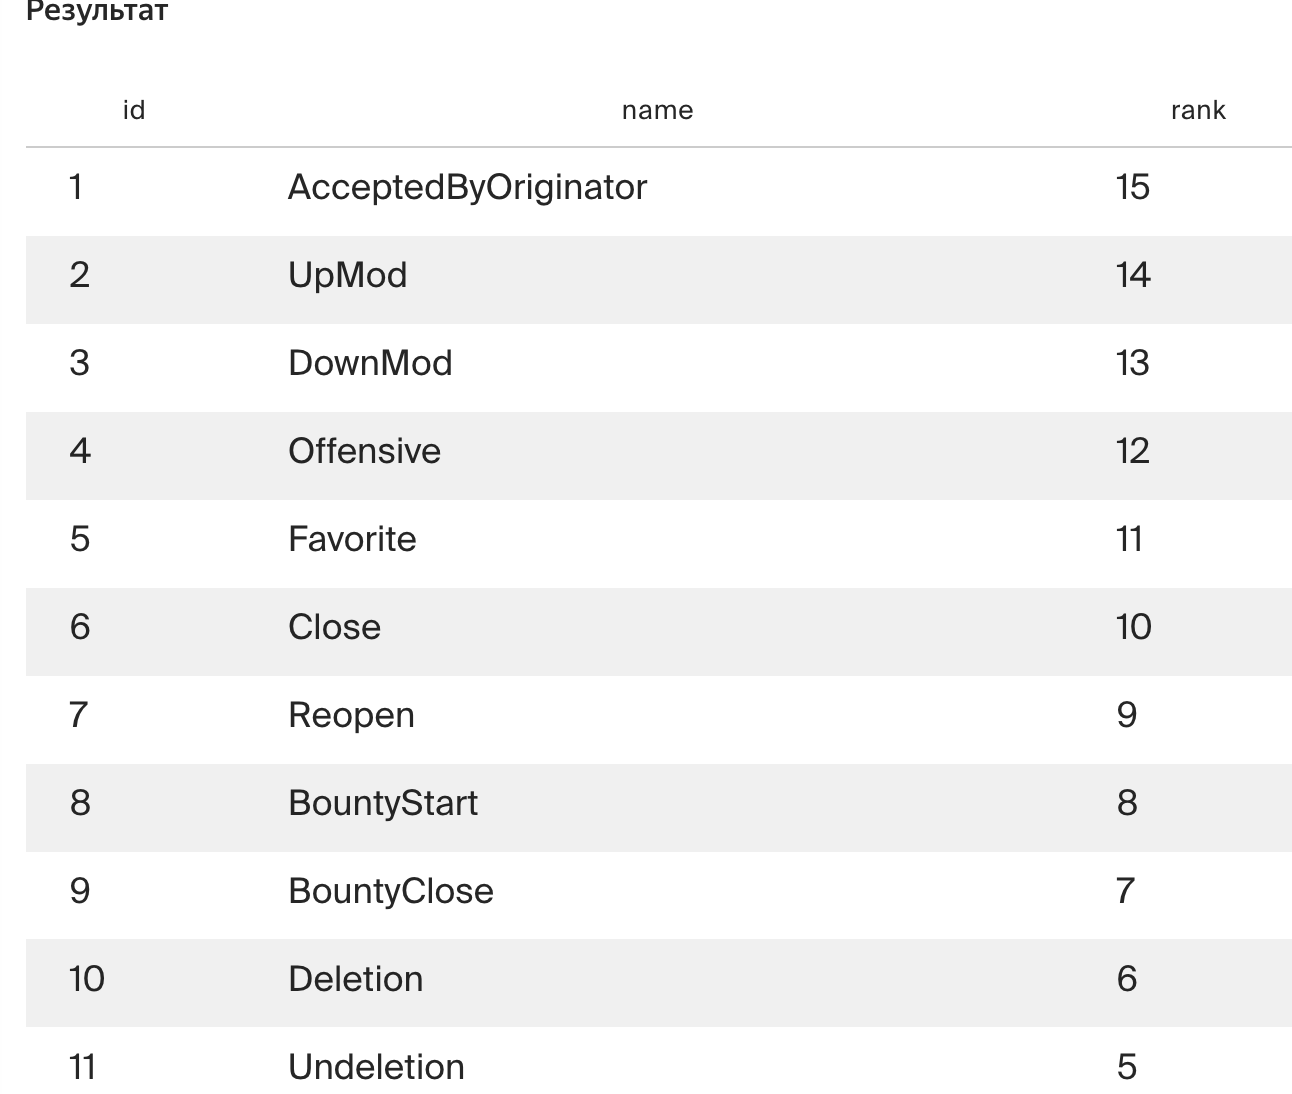 Результат
id name rank
1 AcceptedByOriginator 15
2 UpMod 14
3 DownMod 13
4 Offensive 12
5 Favorite 11
6 Close 10
7 Reopen 9
8 BountyStart 8
9 BountyClose 7
10 Deletion 6
11 Undeletion 5